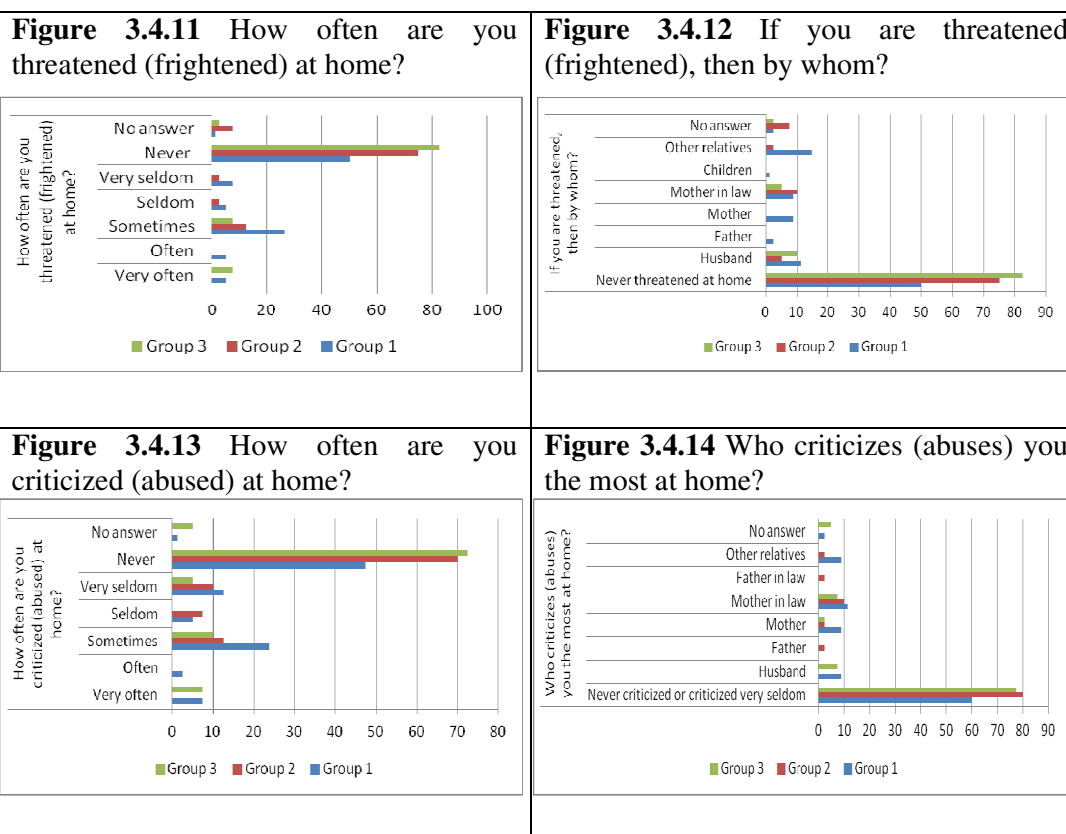 Figure 3.4.11 How often are you
threatened (frightened) at home?
How often are you
threatened (frightened)
at home?
No answer
Never
Very seldom
Seldom
Sometimes
Often
Very often
0 20 40 60 80 100
Group 3 Group 2 Group 1
Figure 3.4.12 If you are threatened
(frightened), then by whom?
If you are threatened,
then by whom?
No answer
Other relatives
Children
Mother in law
Mother
Father
Husband
Never threatened at home
0 10 20 30 40 50 60 70 80 90
Group 3 Group 2 Group 1
Figure 3.4.13 How often are you
criticized (abused) at home?
How often are you
criticized (abused) at
home?
No answer
Never
Very seldom
Seldom
Sometimes
Often
Very often
0 10 20 30 40 50 60 70 80
Group 3 Group 2 Group 1
Figure 3.4.14 Who criticizes (abuses) you
the most at home?
Who criticizes (abuses)
you the most at home?
No answer
Other relatives
Father in law
Mother in law
Mother
Father
Husband
Never criticized or criticized very seldom
0 10 20 30 40 50 60 70 80 90
Group 3 Group 2 Group 1